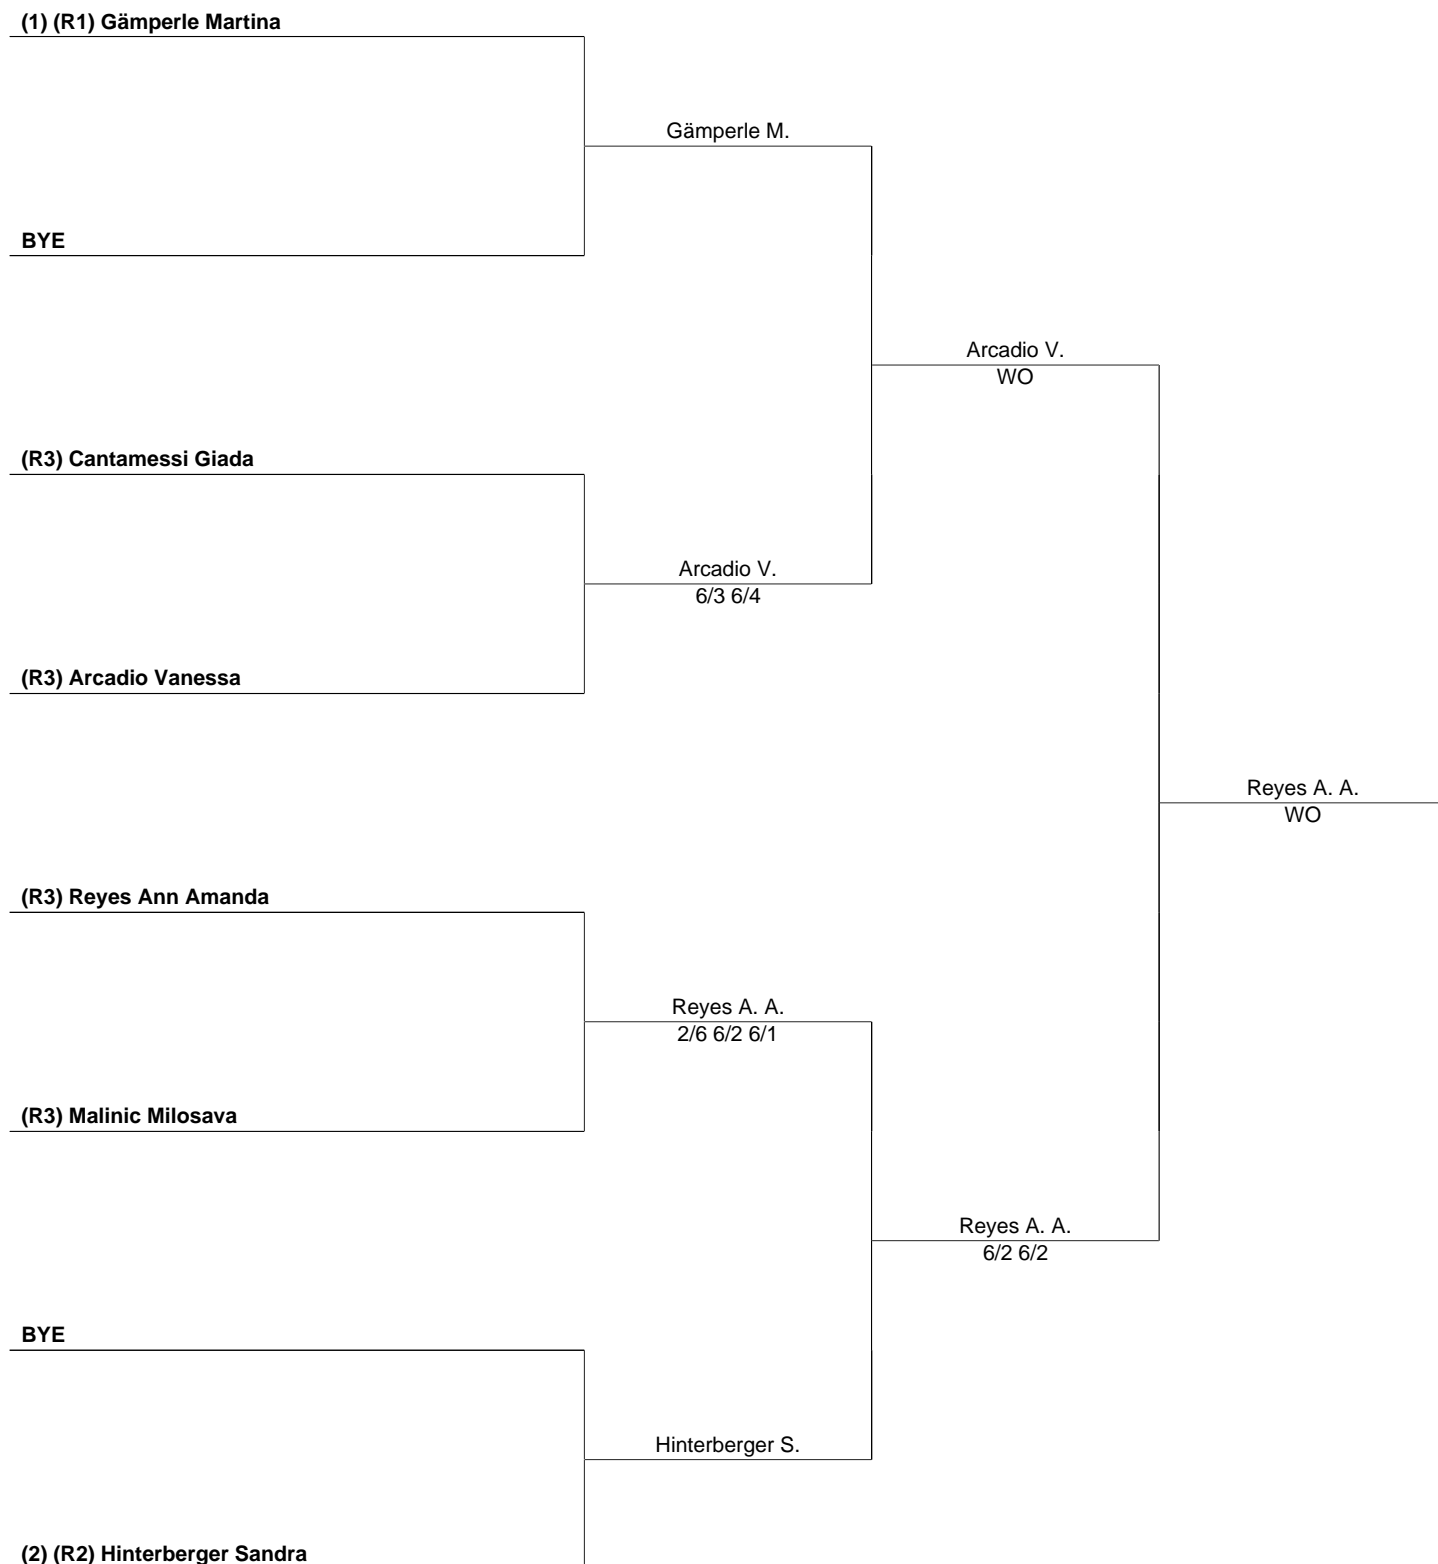 (1) (R1) Gämperle Martina
Gämperle M.
BYE
Arcadio V.
WO
(R3) Cantamessi Giada
Arcadio V.
6/3 6/4
(R3) Arcadio Vanessa
Reyes A. A.
WO
(R3) Reyes Ann Amanda
Reyes A. A.
2/6 6/2 6/1
(R3) Malinic Milosava
Reyes A. A.
6/2 6/2
BYE
Hinterberger S.
(2) (R2) Hinterberger Sandra